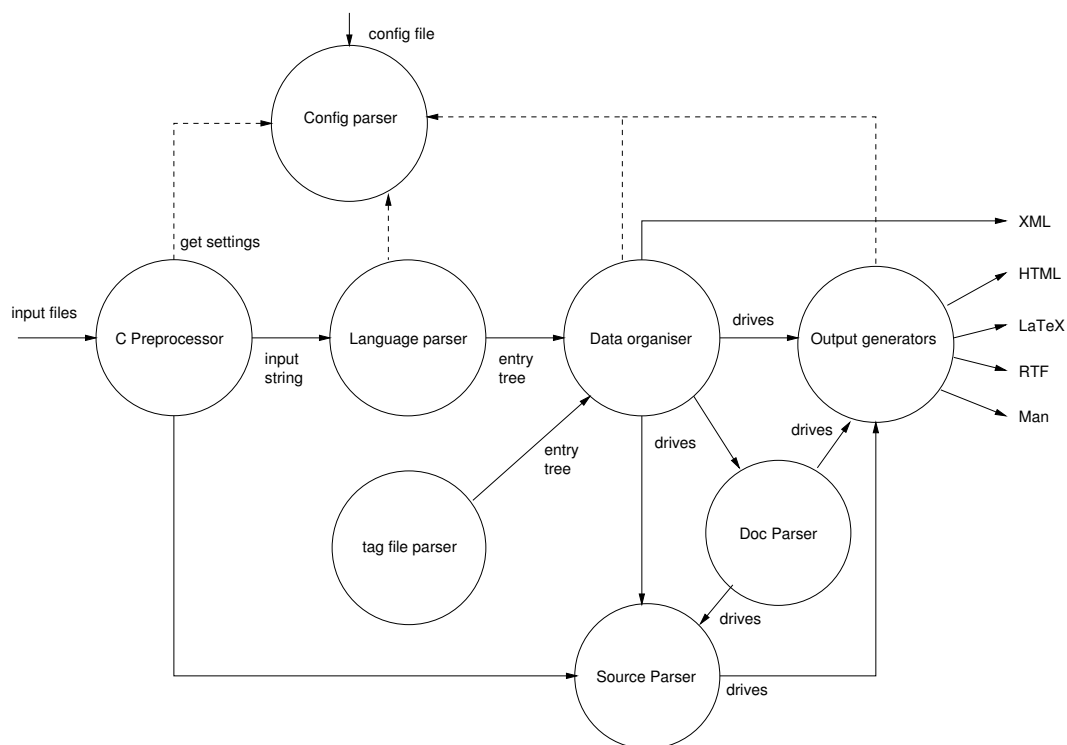 config file
Config parser
get settings
XML
HTML
input files
C Preprocessor
input
string
Language parser
entry
tree
Data organiser
drives
Output generators
LaTeX
RTF
Man
drives
drives
entry
tree
tag file parser
Doc Parser
drives
Source Parser
drives